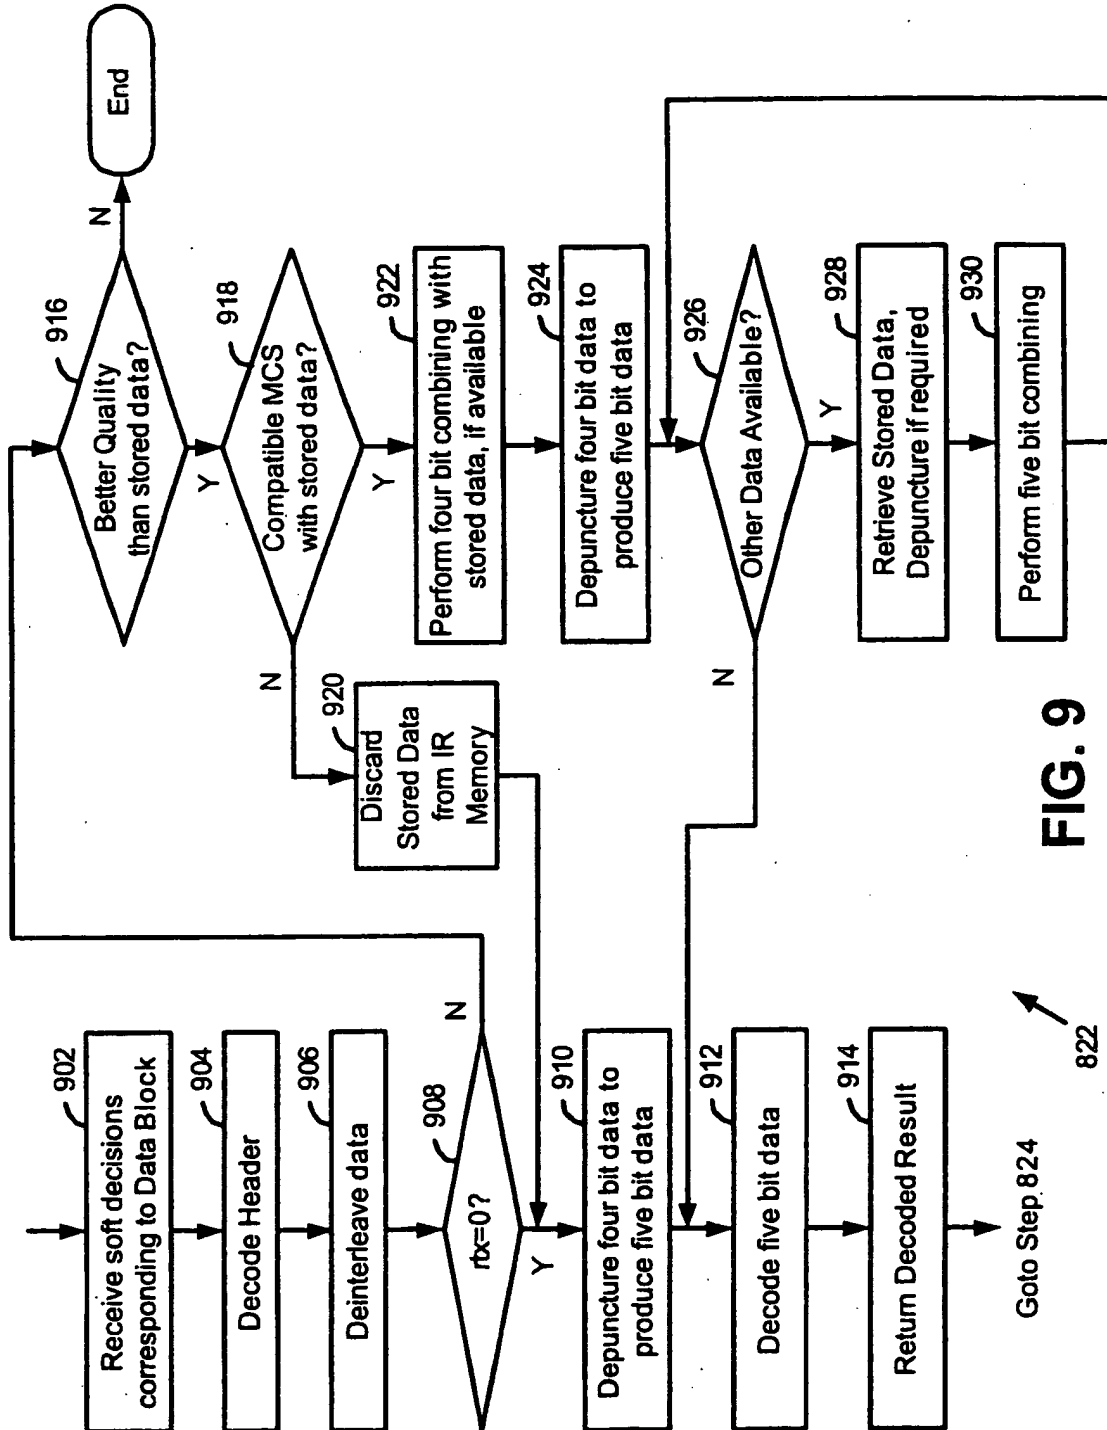 902
Receive soft decisions
corresponding to Data Block
904
Decode Header
906
Deinterleave data
908
rtx=0?
N
Y
910
Depuncture four bit data to
produce five bit data
912
Decode five bit data
914
Return Decoded Result
Goto Step 824
822
916
Better Quality
than stored data?
N
End
Y
918
Compatible MCS
with stored data?
N
Y
920
Discard
Stored Data
from IR
Memory
922
Perform four bit combining with
stored data, if available
924
Depuncture four bit data to
produce five bit data
926
Other Data Available?
N
Y
928
Retrieve Stored Data,
Depuncture if required
930
Perform five bit combining
FIG. 9